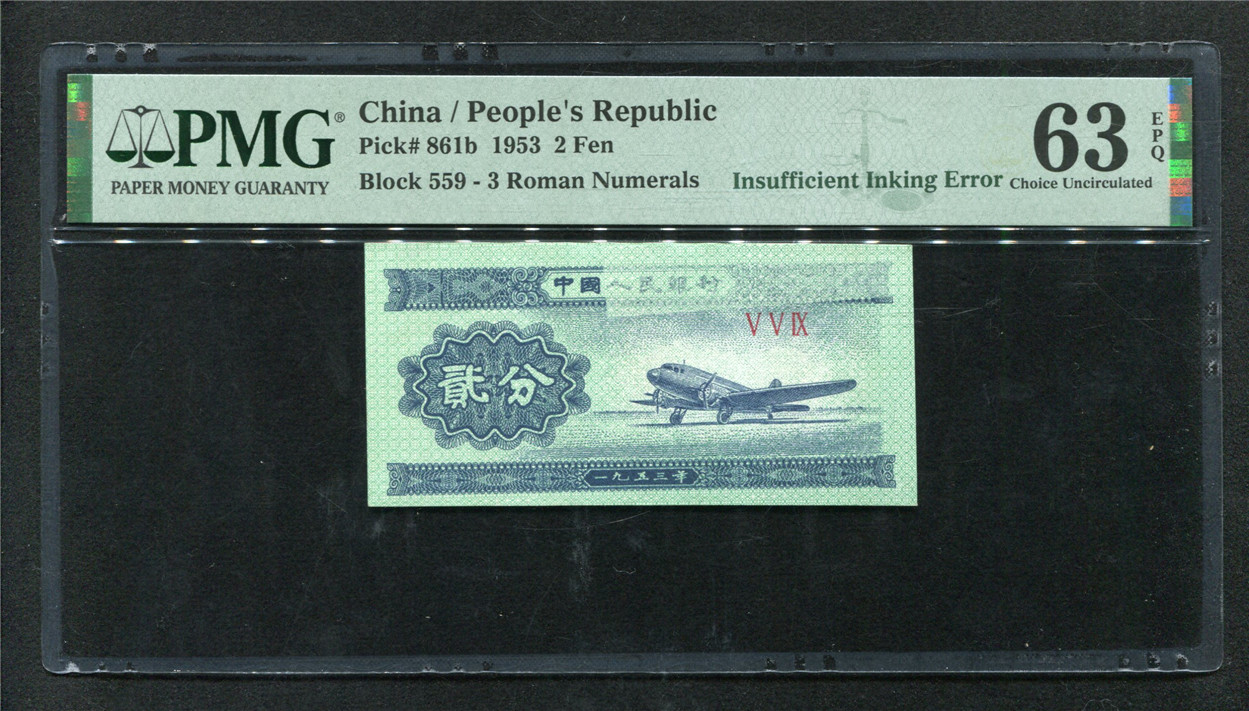 PMG®
PAPER MONEY GUARANTY
China / People's Republic
Pick# 861b 1953 2 Fen
Block 559 - 3 Roman Numerals
Insufficient Inking Error
63
EPQ
Choice Uncirculated
中國人民銀行
V V IX
貳分
一九五三年